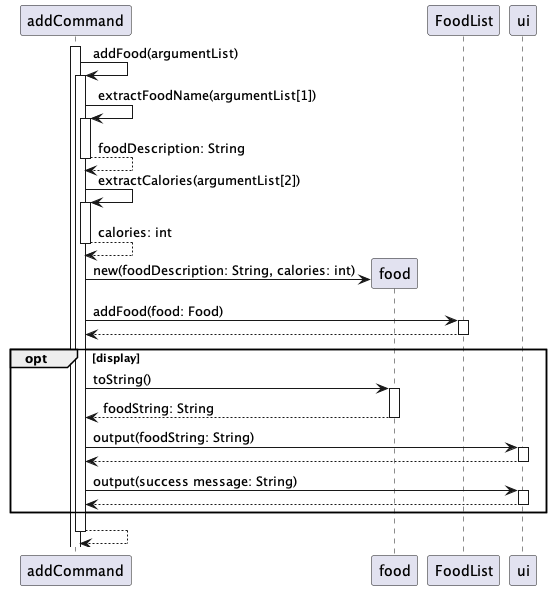 addCommand FoodList ui
addFood(argumentList)
extractFoodName(argumentList[1])
foodDescription: String
extractCalories(argumentList[2])
calories: int
new(foodDescription: String, calories: int)
food
addFood(food: Food)
opt [display]
toString()
foodString: String
output(foodString: String)
output(success message: String)
addCommand food FoodList ui